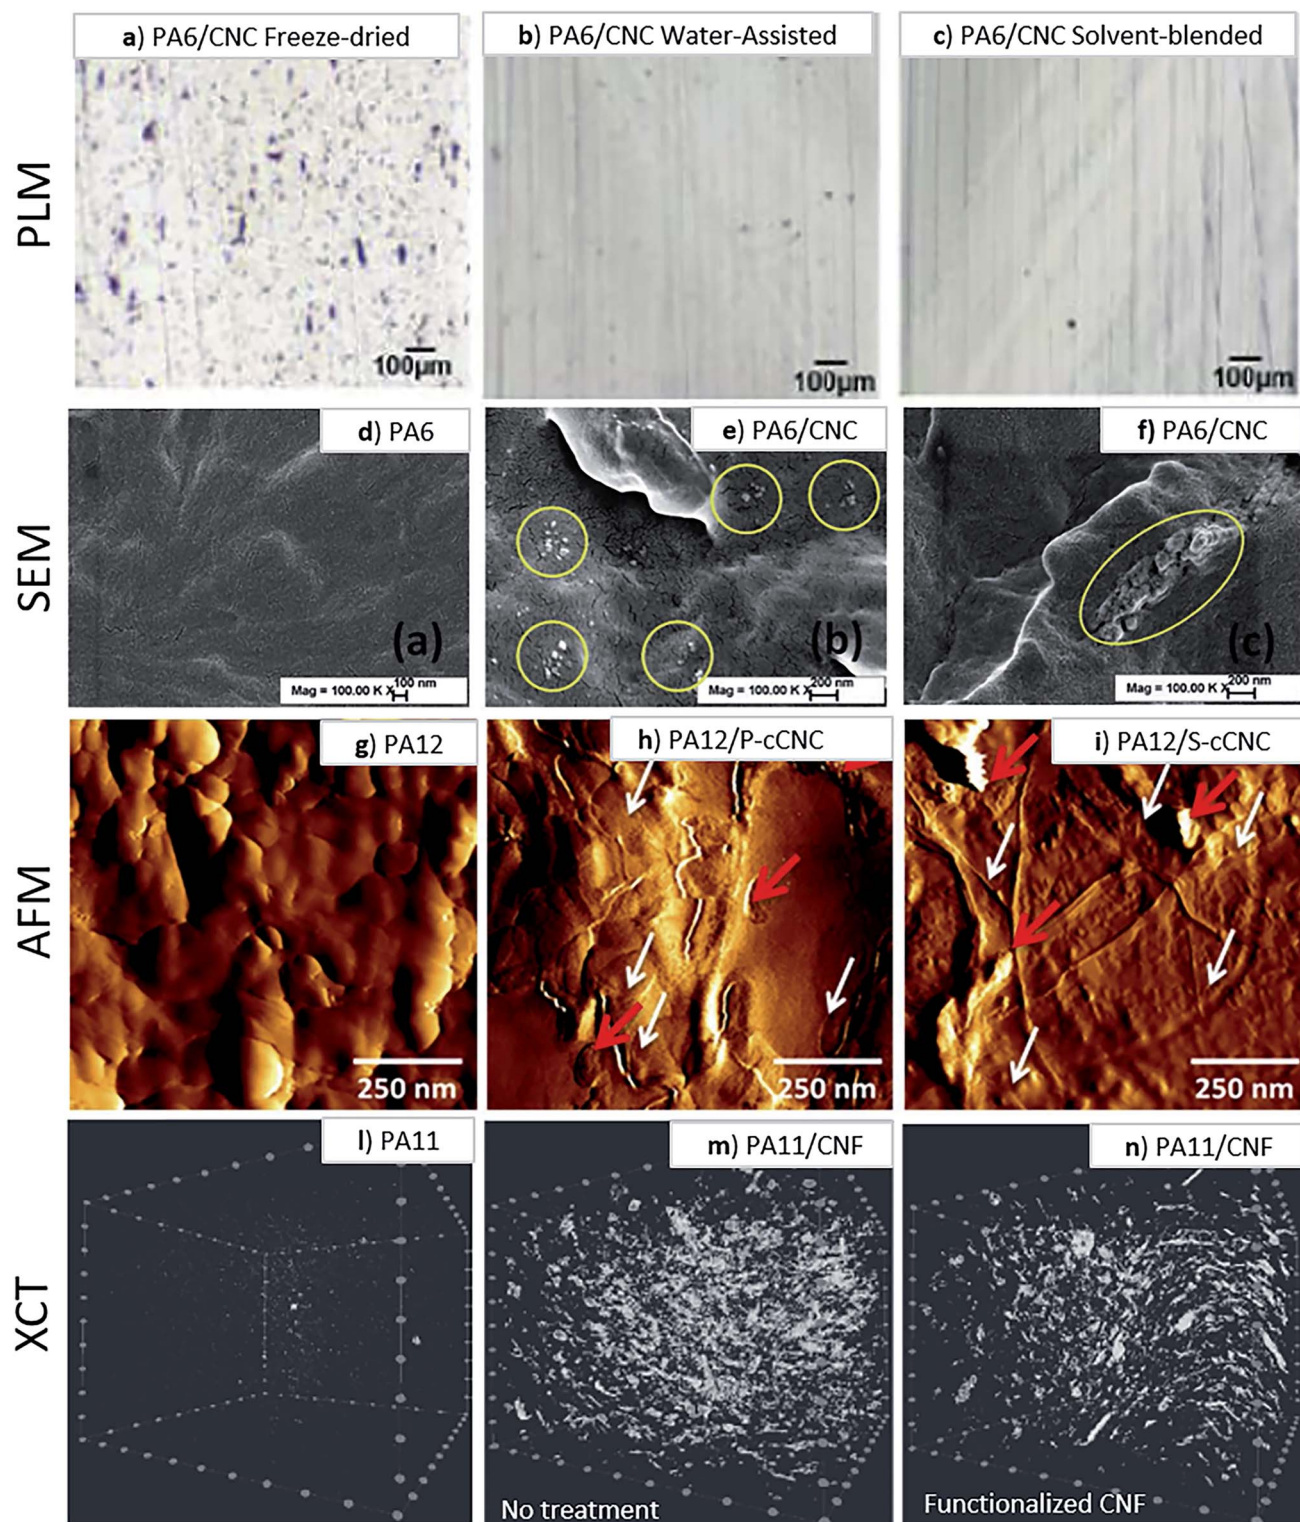 a) PA6/CNC Freeze-dried
b) PA6/CNC Water-Assisted
c) PA6/CNC Solvent-blended
PLM
100µm
100µm
100µm
d) PA6
e) PA6/CNC
f) PA6/CNC
SEM
(a)
(b)
(c)
Mag = 100.00 K X 100 nm
Mag = 100.00 K X 200 nm
Mag = 100.00 K X 200 nm
g) PA12
h) PA12/P-cCNC
i) PA12/S-cCNC
AFM
250 nm
250 nm
250 nm
l) PA11
m) PA11/CNF
n) PA11/CNF
XCT
No treatment
Functionalized CNF